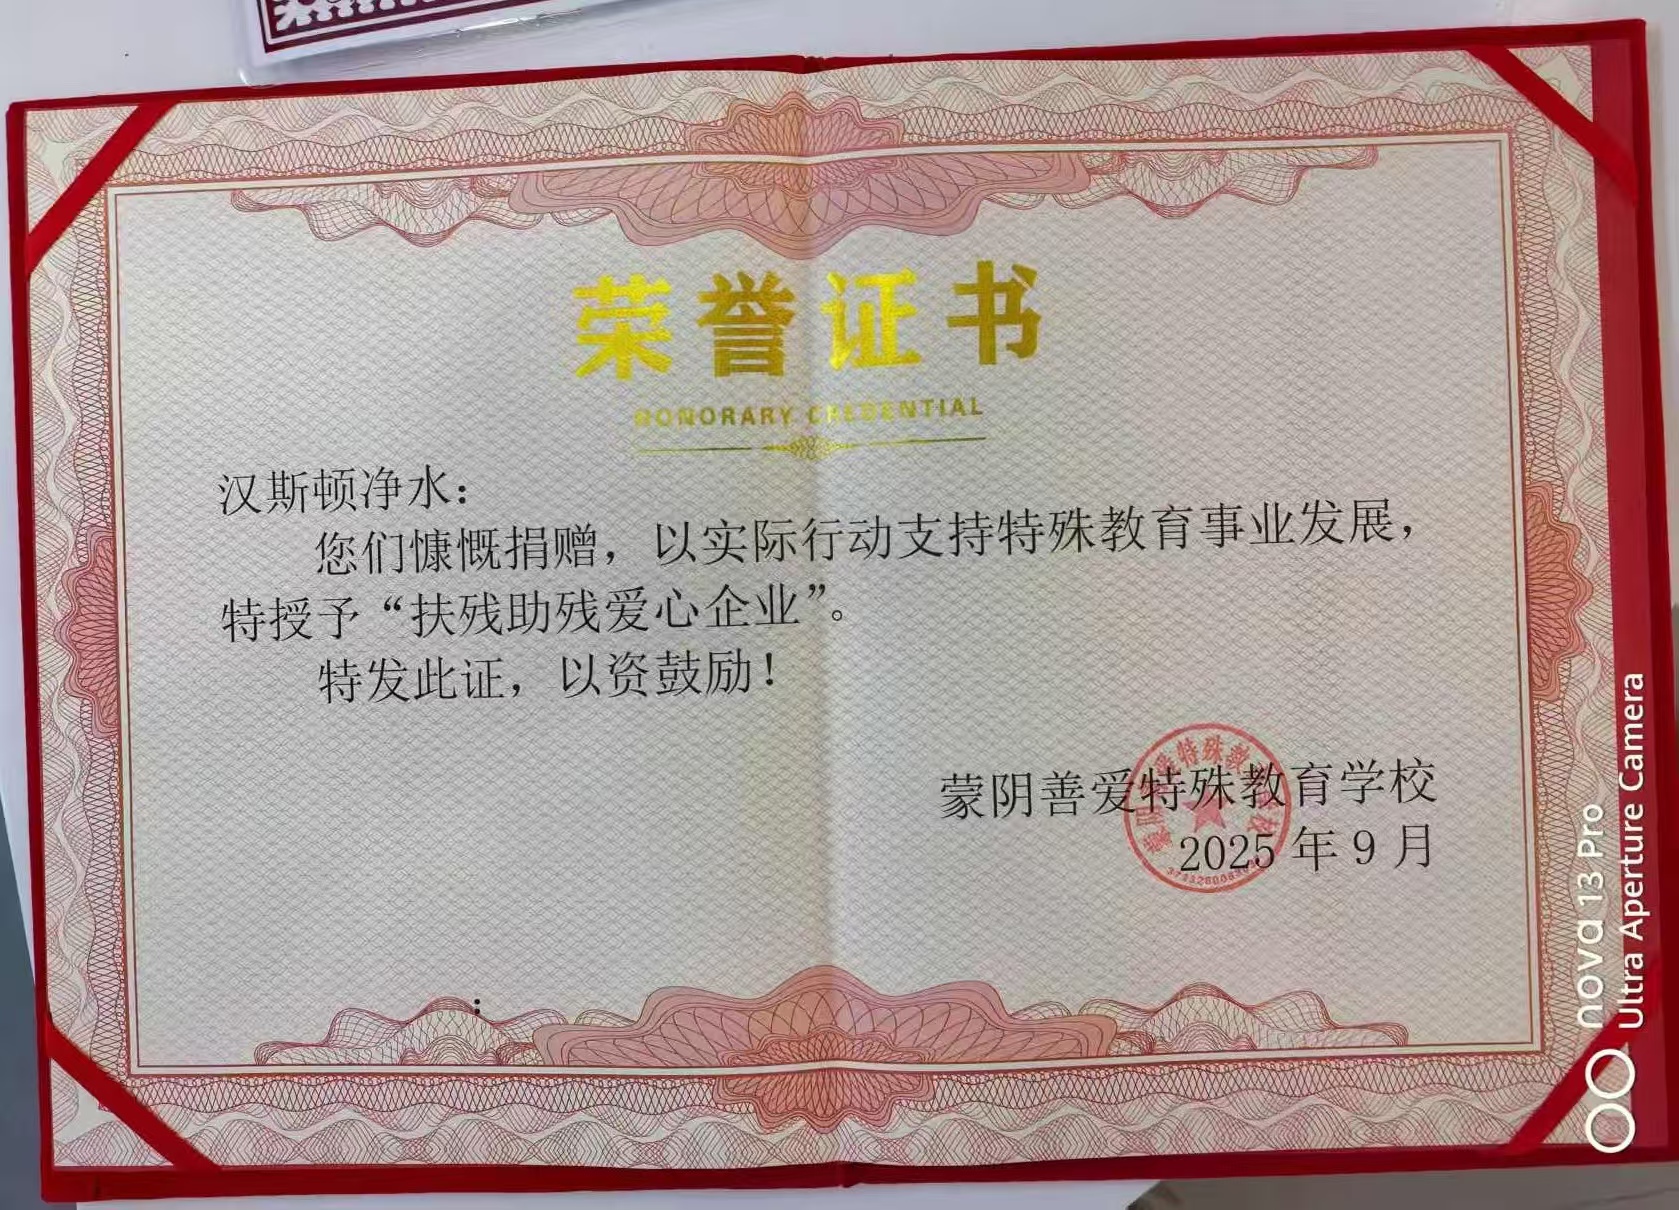 荣誉证书
HONORARY CREDENTIAL
汉斯顿净水：
您们慷慨捐赠，以实际行动支持特殊教育事业发展，
特授予“扶残助残爱心企业”。
特发此证，以资鼓励！
蒙阴善爱特殊教育学校
2025年9月
:
nova 13 Pro
Ultra Aperture Camera